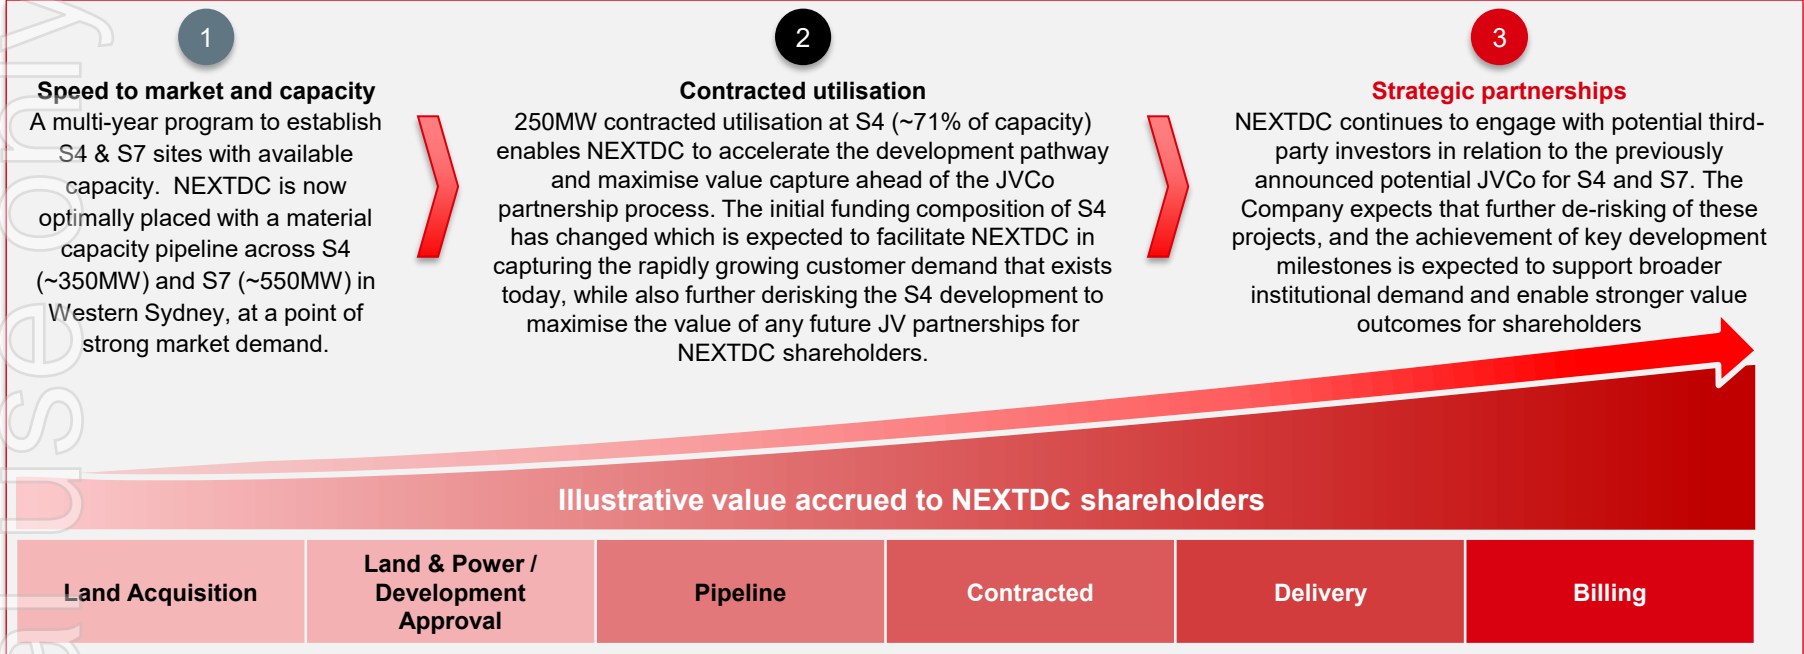 1
Speed to market and capacity
A multi-year program to establish
S4 & S7 sites with available
capacity. NEXTDC is now
optimally placed with a material
capacity pipeline across S4
(~350MW) and S7 (~550MW) in
Western Sydney, at a point of
strong market demand.
2
Contracted utilisation
250MW contracted utilisation at S4 (~71% of capacity)
enables NEXTDC to accelerate the development pathway
and maximise value capture ahead of the JVCo
partnership process. The initial funding composition of S4
has changed which is expected to facilitate NEXTDC in
capturing the rapidly growing customer demand that exists
today, while also further derisking the S4 development to
maximise the value of any future JV partnerships for
NEXTDC shareholders.
3
Strategic partnerships
NEXTDC continues to engage with potential third-
party investors in relation to the previously
announced potential JVCo for S4 and S7. The
Company expects that further de-risking of these
projects, and the achievement of key development
milestones is expected to support broader
institutional demand and enable stronger value
outcomes for shareholders
Illustrative value accrued to NEXTDC shareholders
Land Acquisition
Land & Power /
Development
Approval
Pipeline
Contracted
Delivery
Billing
use only